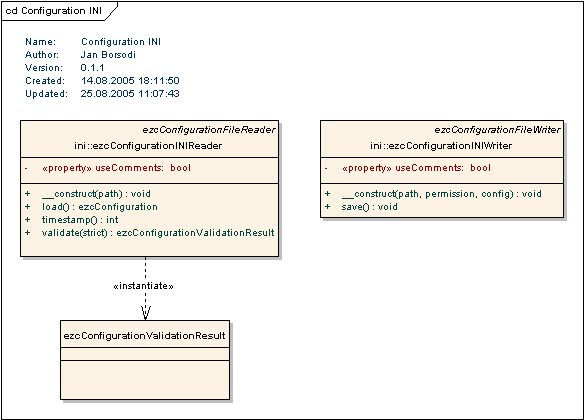 cd Configuration INI
Name: Configuration INI
Author: Jan Borsodi
Version: 0.1.1
Created: 14.08.2005 18:11:50
Updated: 25.08.2005 11:07:43
ezcConfigurationFileReader
ini::ezcConfigurationINIReader
- «property» useComments: bool
+ __construct(path) : void
+ load() : ezcConfiguration
+ timestamp() : int
+ validate(strict) : ezcConfigurationValidationResult
ezcConfigurationFileWriter
ini::ezcConfigurationINIWriter
- «property» useComments: bool
+ __construct(path, permission, config) : void
+ save() : void
«instantiate»
ezcConfigurationValidationResult